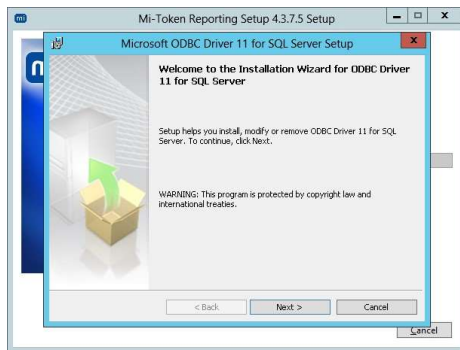 mi
Mi-Token Reporting Setup 4.3.7.5 Setup
Microsoft ODBC Driver 11 for SQL Server Setup
Welcome to the Installation Wizard for ODBC Driver
11 for SQL Server
Setup helps you install, modify or remove ODBC Driver 11 for SQL
Server. To continue, click Next.
WARNING: This program is protected by copyright law and
international treaties.
< Back
Next >
Cancel
Cancel